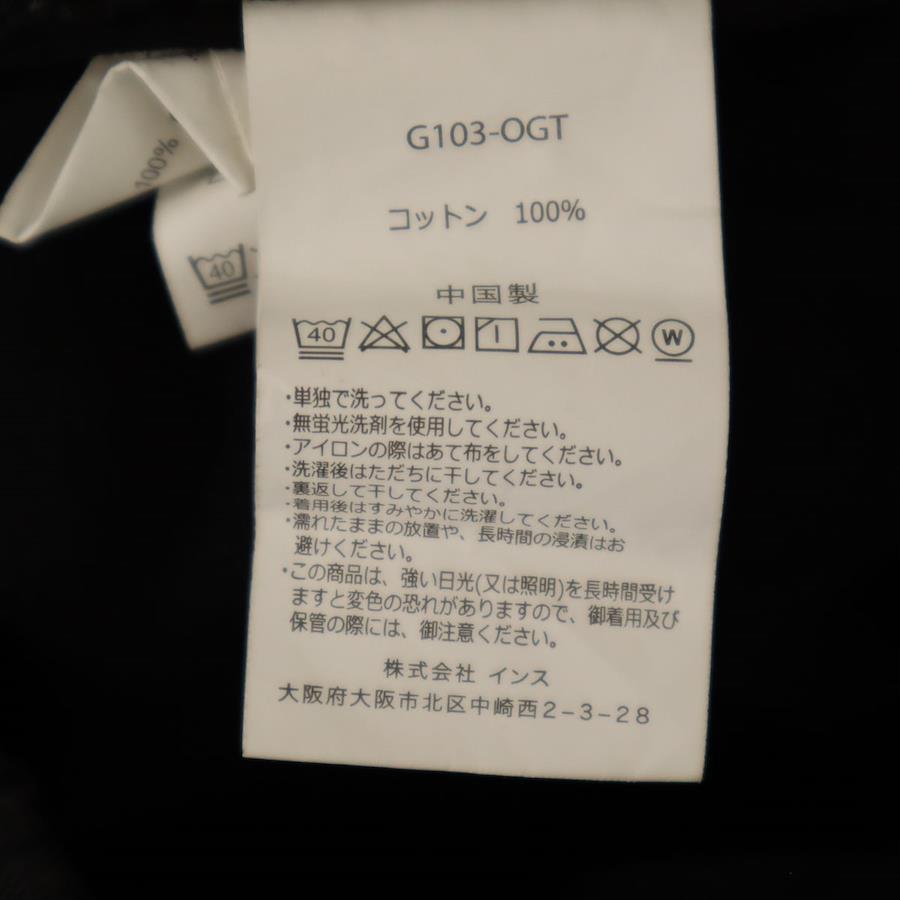 G103-OGT
コットン 100%
中国製
40 W
・単独で洗ってください。
・無蛍光洗剤を使用してください。
・アイロンの際はあて布をしてください。
・洗濯後はただちに干してください。
・裏返して干してください。
・着用後はすみやかに洗濯してください。
・濡れたままの放置や、長時間の浸漬はお
避けください。
・この商品は、強い日光(又は照明)を長時間受け
ますと変色の恐れがありますので、御着用及び
保管の際には、御注意ください。
株式会社 インス
大阪府大阪市北区中崎西2-3-28
100%
40